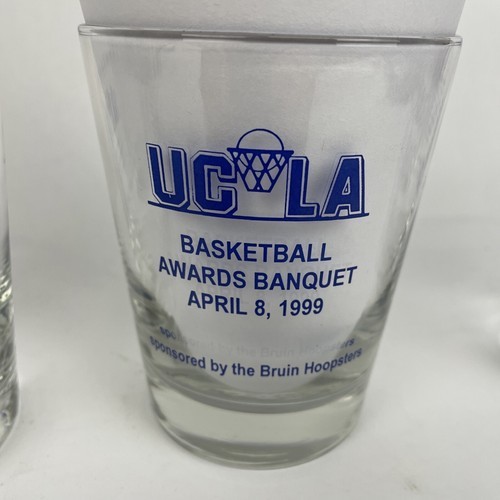 UCLA
BASKETBALL
AWARDS BANQUET
APRIL 8, 1999
sponsored by the Bruin Hoopsters